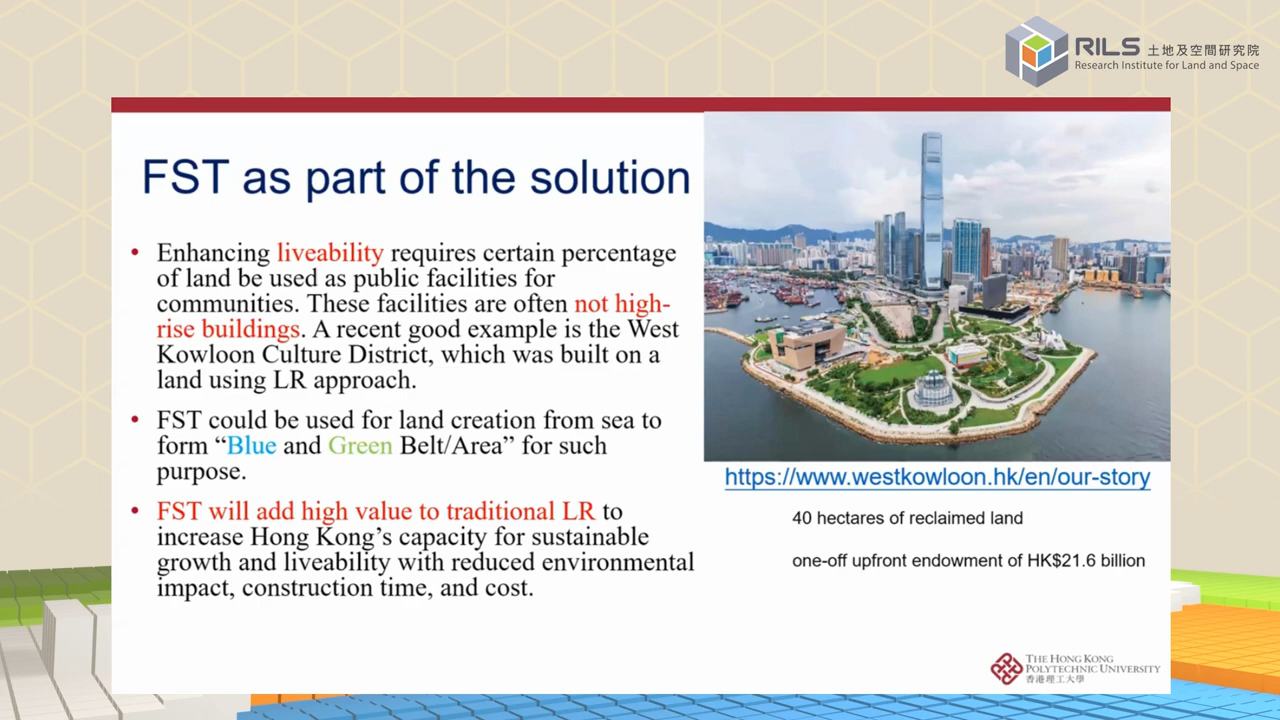 RILS 土地及空間研究院
Research Institute for Land and Space
FST as part of the solution
• Enhancing liveability requires certain percentage
of land be used as public facilities for
communities. These facilities are often not high-
rise buildings. A recent good example is the West
Kowloon Culture District, which was built on a
land using LR approach.
• FST could be used for land creation from sea to
form “Blue and Green Belt/Area” for such
purpose.
• FST will add high value to traditional LR to
increase Hong Kong’s capacity for sustainable
growth and liveability with reduced environmental
impact, construction time, and cost.
https://www.westkowloon.hk/en/our-story
40 hectares of reclaimed land
one-off upfront endowment of HK$21.6 billion
THE HONG KONG
POLYTECHNIC UNIVERSITY
香港理工大學